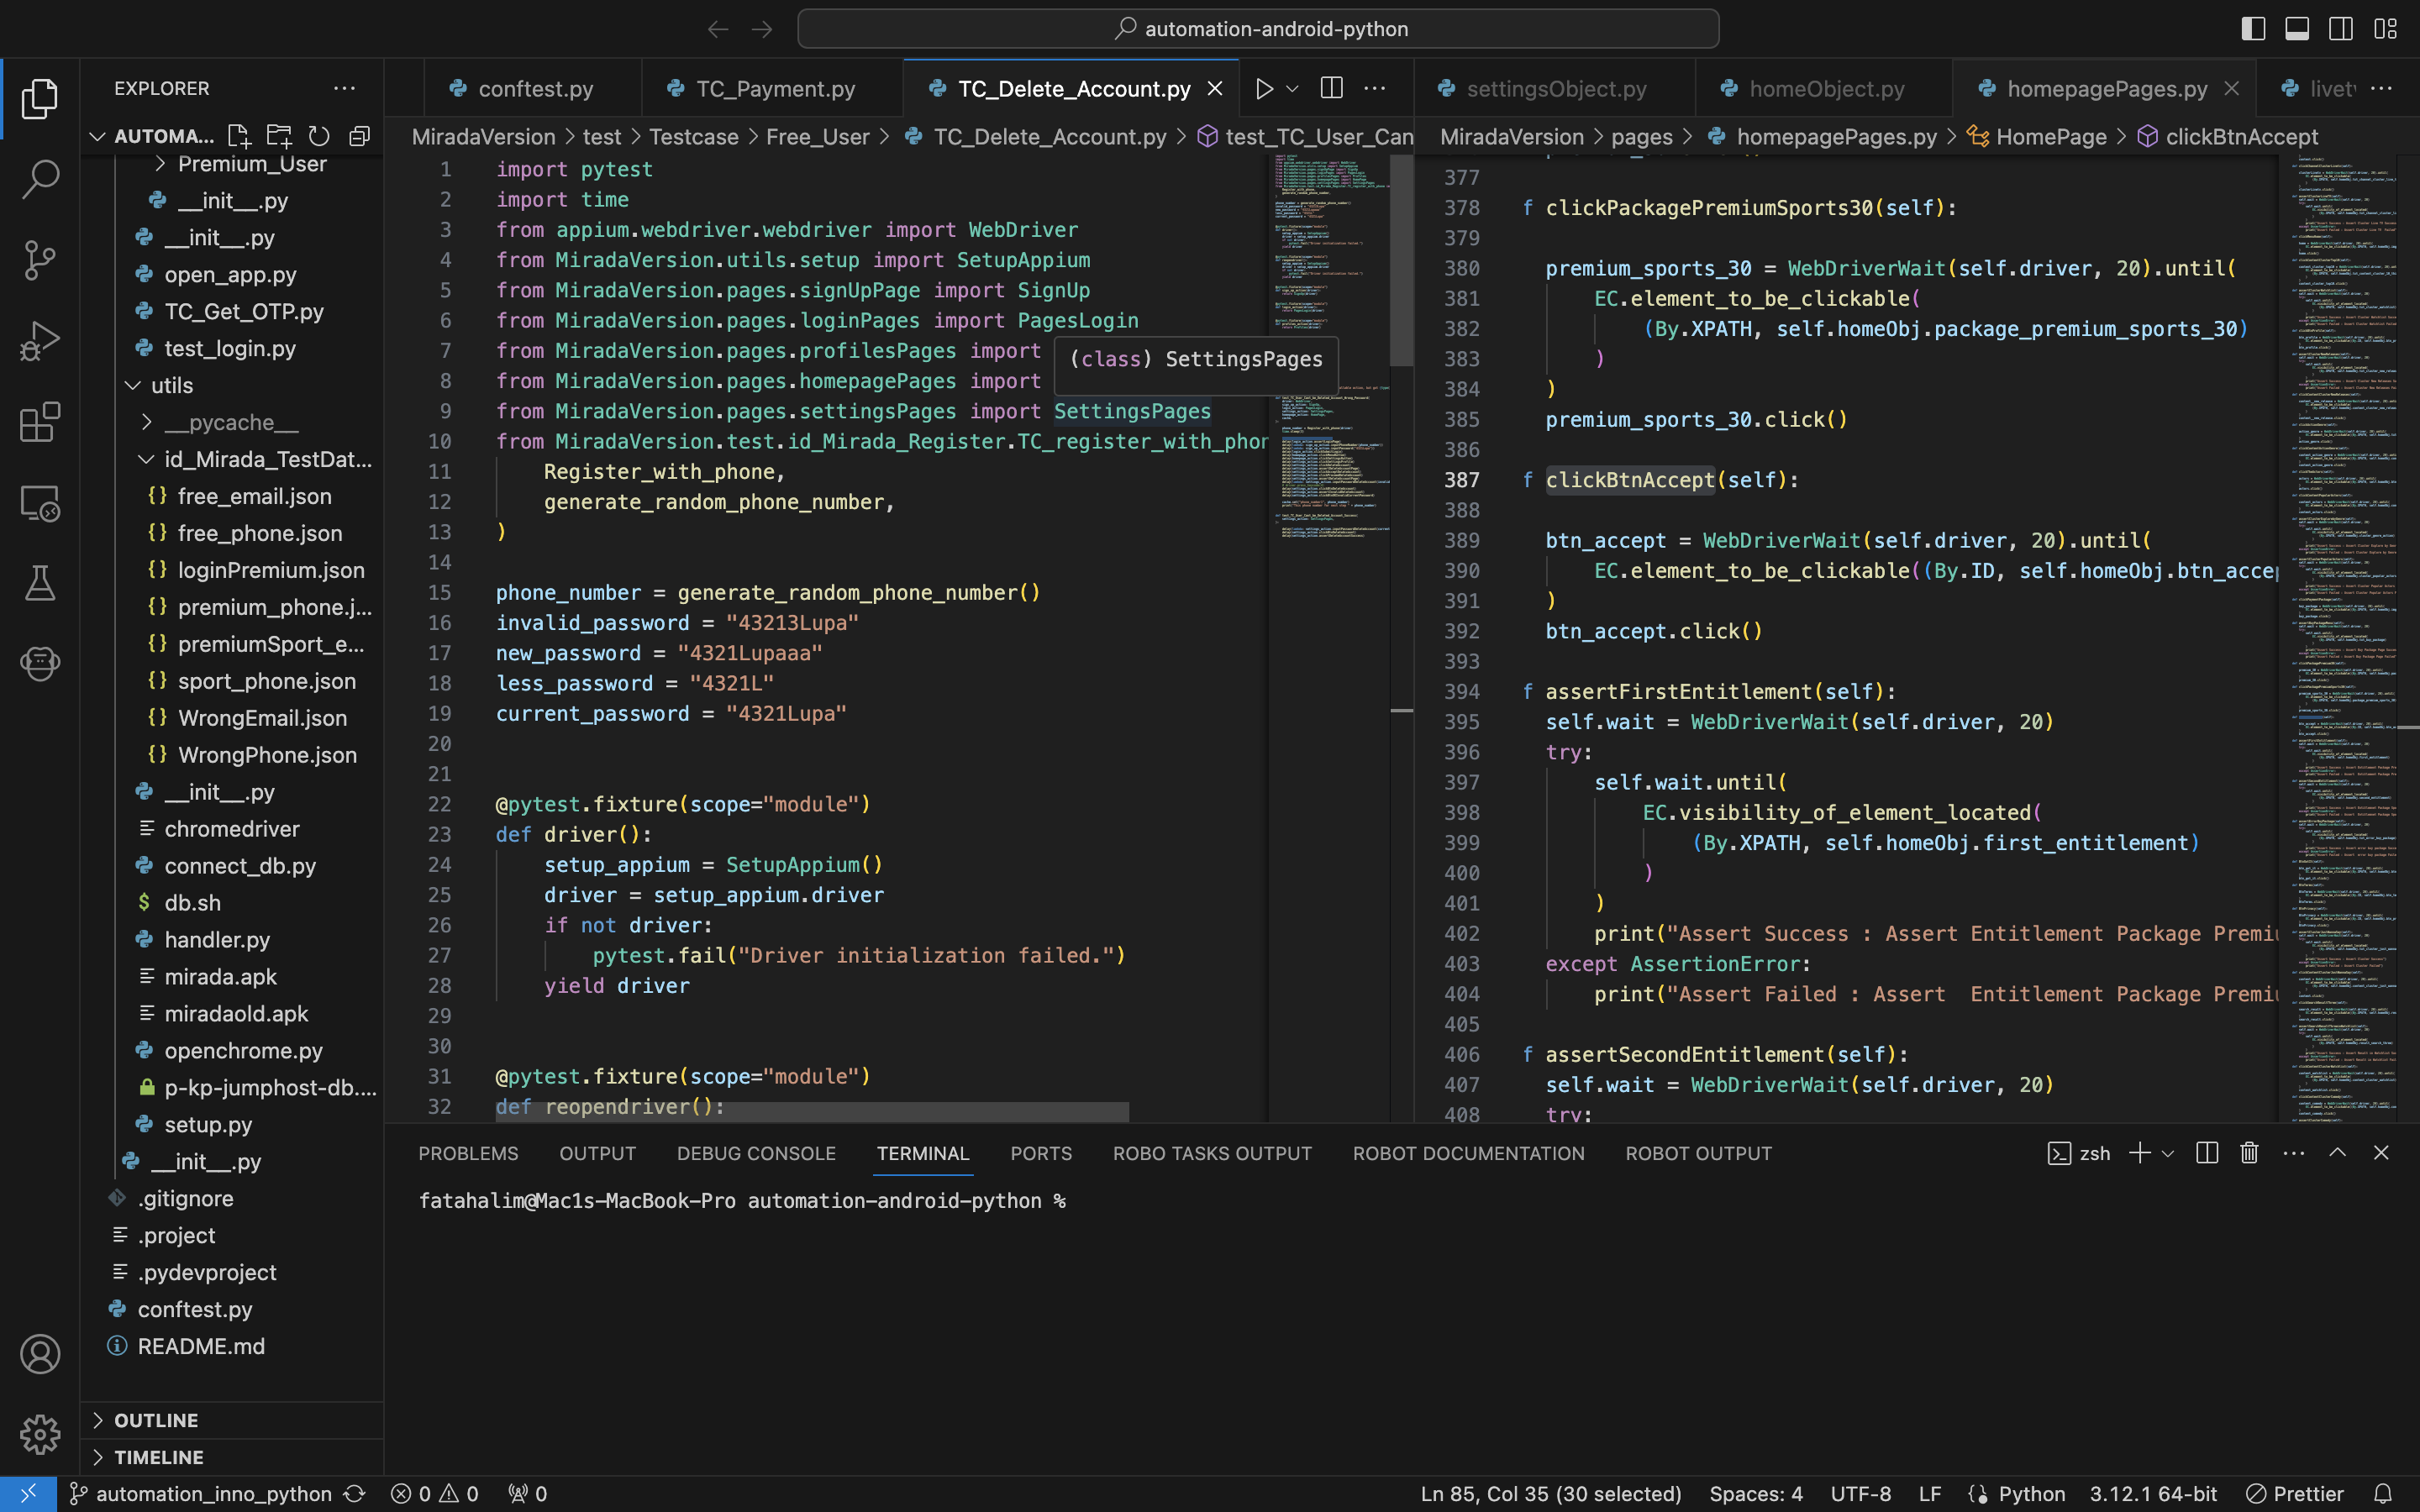 automation-android-python
EXPLORER
AUTOMA...
Premium_User
__init__.py
__init__.py
open_app.py
TC_Get_OTP.py
test_login.py
utils
__pycache__
id_Mirada_TestDat...
free_email.json
free_phone.json
loginPremium.json
premium_phone.j...
premiumSport_e...
sport_phone.json
WrongEmail.json
WrongPhone.json
__init__.py
chromedriver
connect_db.py
db.sh
handler.py
mirada.apk
miradaold.apk
openchrome.py
p-kp-jumphost-db....
setup.py
__init__.py
.gitignore
.project
.pydevproject
conftest.py
README.md
OUTLINE
TIMELINE
conftest.py
TC_Payment.py
TC_Delete_Account.py
MiradaVersion > test > Testcase > Free_User > TC_Delete_Account.py > test_TC_User_Can
1 import pytest
2 import time
3 from appium.webdriver.webdriver import WebDriver
4 from MiradaVersion.utils.setup import SetupAppium
5 from MiradaVersion.pages.signUpPage import SignUp
6 from MiradaVersion.pages.loginPages import PagesLogin
7 from MiradaVersion.pages.profilesPages import
(class) SettingsPages
8 from MiradaVersion.pages.homepagePages import
9 from MiradaVersion.pages.settingsPages import SettingsPages
10 from MiradaVersion.test.id_Mirada_Register.TC_register_with_phon
11 Register_with_phone,
12 generate_random_phone_number,
13 )
14
15 phone_number = generate_random_phone_number()
16 invalid_password = "43213Lupa"
17 new_password = "4321Lupaaa"
18 less_password = "4321L"
19 current_password = "4321Lupa"
20
21
22 @pytest.fixture(scope="module")
23 def driver():
24 setup_appium = SetupAppium()
25 driver = setup_appium.driver
26 if not driver:
27 pytest.fail("Driver initialization failed.")
28 yield driver
29
30
31 @pytest.fixture(scope="module")
32 def reopendriver():
settingsObject.py
homeObject.py
homepagePages.py
livetv
MiradaVersion > pages > homepagePages.py > HomePage > clickBtnAccept
377
378 f clickPackagePremiumSports30(self):
379
380 premium_sports_30 = WebDriverWait(self.driver, 20).until(
381 EC.element_to_be_clickable(
382 (By.XPATH, self.homeObj.package_premium_sports_30)
383 )
384 )
385 premium_sports_30.click()
386
387 f clickBtnAccept(self):
388
389 btn_accept = WebDriverWait(self.driver, 20).until(
390 EC.element_to_be_clickable((By.ID, self.homeObj.btn_accep
391 )
392 btn_accept.click()
393
394 f assertFirstEntitlement(self):
395 self.wait = WebDriverWait(self.driver, 20)
396 try:
397 self.wait.until(
398 EC.visibility_of_element_located(
399 (By.XPATH, self.homeObj.first_entitlement)
400 )
401 )
402 print("Assert Success : Assert Entitlement Package Premiu
403 except AssertionError:
404 print("Assert Failed : Assert  Entitlement Package Premiu
405
406 f assertSecondEntitlement(self):
407 self.wait = WebDriverWait(self.driver, 20)
408 try:
PROBLEMS OUTPUT DEBUG CONSOLE TERMINAL PORTS ROBO TASKS OUTPUT ROBOT DOCUMENTATION ROBOT OUTPUT
zsh
fatahalim@Mac1s-MacBook-Pro automation-android-python %
automation_inno_python 0 0 0
Ln 85, Col 35 (30 selected) Spaces: 4 UTF-8 LF Python 3.12.1 64-bit Prettier